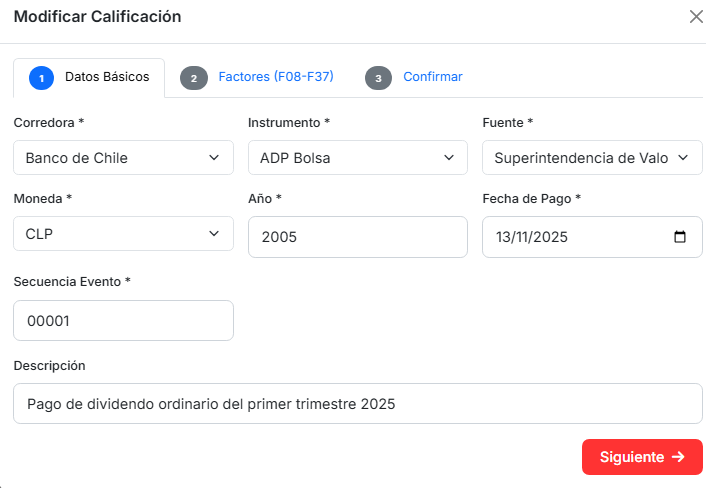 Modificar Calificación
1 Datos Básicos 2 Factores (F08-F37) 3 Confirmar
Corredora * Instrumento * Fuente *
Banco de Chile ADP Bolsa Superintendencia de Valo
Moneda * Año * Fecha de Pago *
CLP 2005 13/11/2025
Secuencia Evento *
00001
Descripción
Pago de dividendo ordinario del primer trimestre 2025
Siguiente →